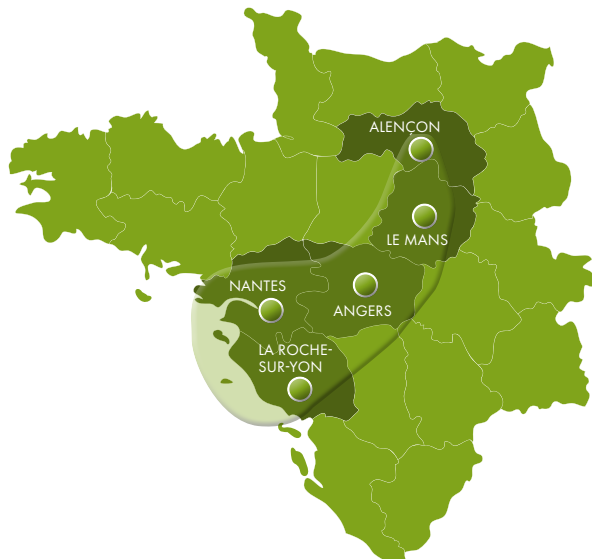 ALENÇON
LE MANS
NANTES
ANGERS
LA ROCHE-
SUR-YON